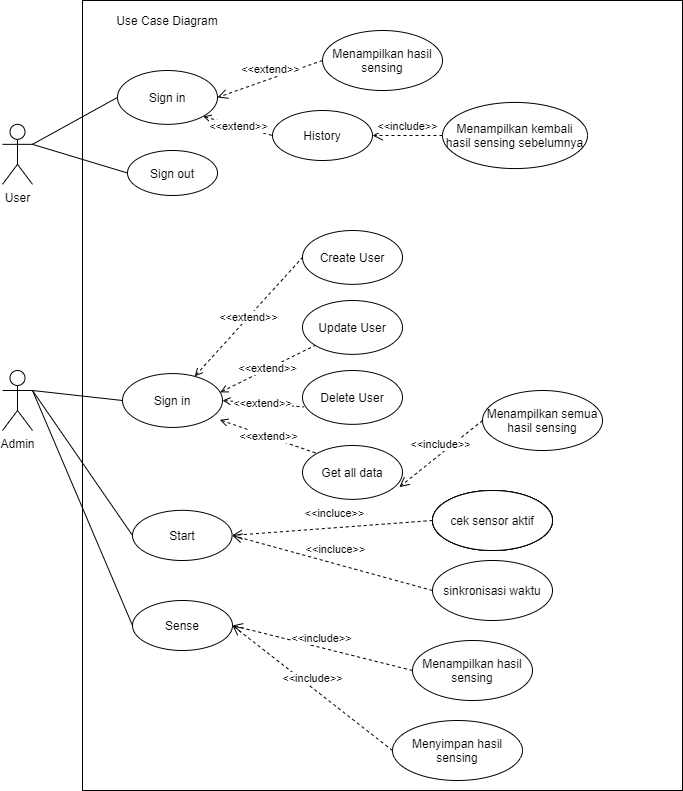 Use Case Diagram
Menampilkan hasil
sensing
<<extend>>
Sign in
<<extend>>
History
<<include>>
Menampilkan kembali
hasil sensing sebelumnya
Sign out
User
Create User
<<extend>>
Update User
<<extend>>
Sign in
Delete User
<<extend>>
Menampilkan semua
hasil sensing
<<extend>>
<<include>>
Get all data
Admin
<<incluce>>
cek sensor aktif
Start
<<incluce>>
sinkronisasi waktu
Sense
<<include>>
Menampilkan hasil
sensing
<<include>>
Menyimpan hasil
sensing